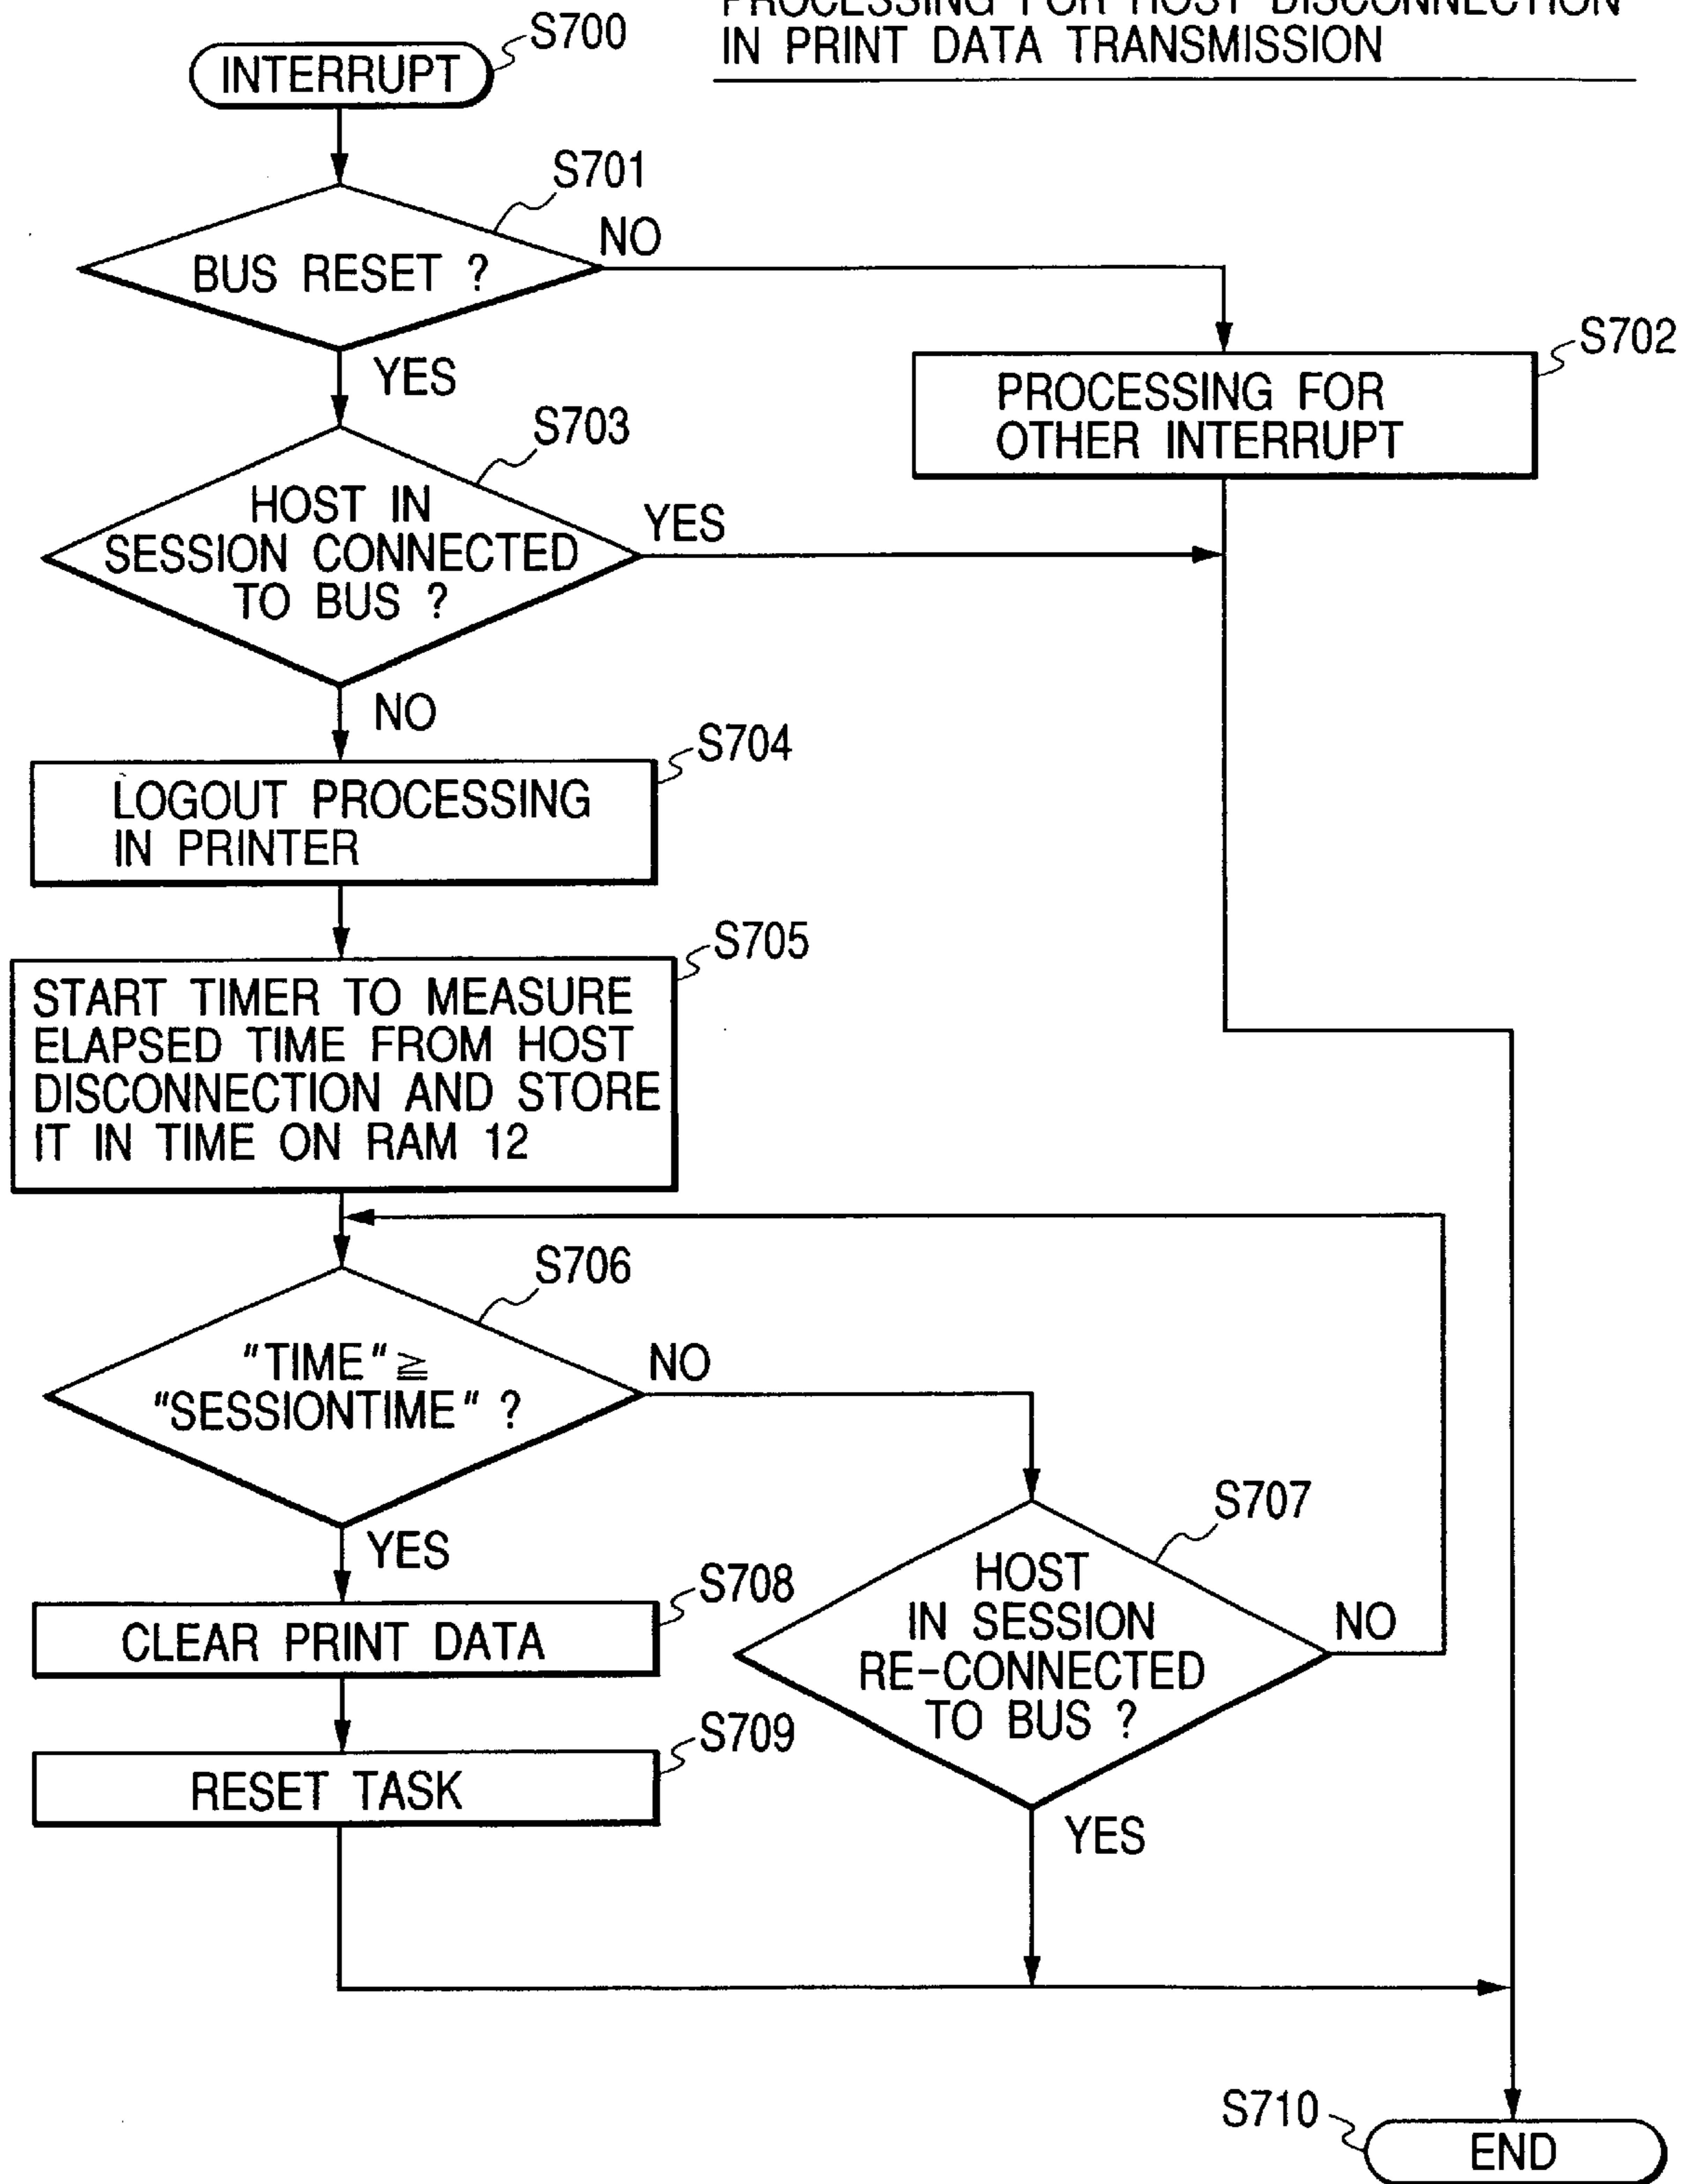 PROCESSING FOR HOST DISCONNECTION
IN PRINT DATA TRANSMISSION
INTERRUPT
S700
S701
BUS RESET ?
NO
YES
S702
PROCESSING FOR
OTHER INTERRUPT
S703
HOST IN
SESSION CONNECTED
TO BUS ?
YES
NO
S704
LOGOUT PROCESSING
IN PRINTER
S705
START TIMER TO MEASURE
ELAPSED TIME FROM HOST
DISCONNECTION AND STORE
IT IN TIME ON RAM 12
S706
"TIME"≧
"SESSIONTIME" ?
NO
YES
S707
HOST
IN SESSION
RE-CONNECTED
TO BUS ?
NO
YES
S708
CLEAR PRINT DATA
S709
RESET TASK
S710
END